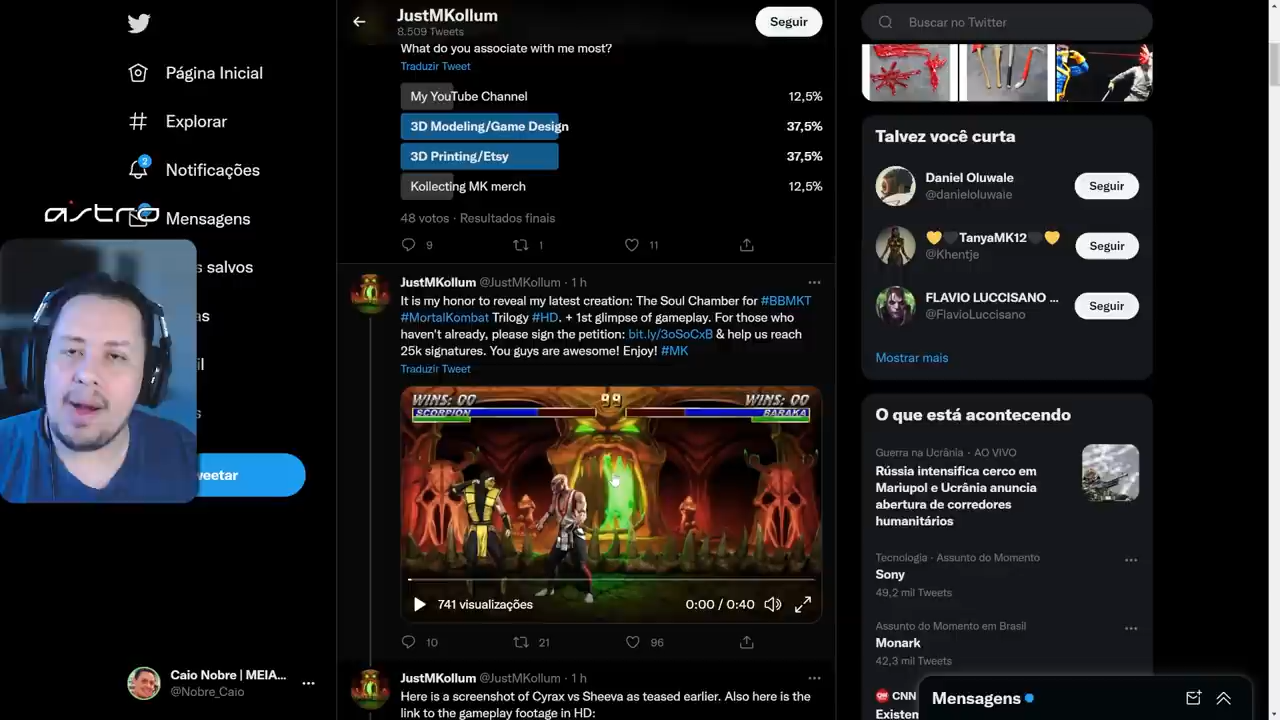 Página Inicial
Explorar
2
Notificações
astro
Mensagens
s salvos
as
il
s
weetar
Caio Nobre | MEIA...
@Nobre_Caio
JustMKollum
8.509 Tweets
Seguir
What do you associate with me most?
Traduzir Tweet
My YouTube Channel 12,5%
3D Modeling/Game Design 37,5%
3D Printing/Etsy 37,5%
Kollecting MK merch 12,5%
48 votos · Resultados finais
9 1 11
JustMKollum @JustMKollum · 1 h
It is my honor to reveal my latest creation: The Soul Chamber for #BBMKT
#MortalKombat Trilogy #HD. + 1st glimpse of gameplay. For those who
haven't already, please sign the petition: bit.ly/3oSoCxB & help us reach
25k signatures. You guys are awesome! Enjoy! #MK
Traduzir Tweet
WINS: 00 99 WINS: 00
SCORPION BARAKA
741 visualizações 0:00 / 0:40
10 21 96
JustMKollum @JustMKollum · 1 h
Here is a screenshot of Cyrax vs Sheeva as teased earlier. Also here is the
link to the gameplay footage in HD:
Buscar no Twitter
Talvez você curta
Daniel Oluwale
@danieloluwale
Seguir
TanyaMK12
@Khentje
Seguir
FLAVIO LUCCISANO ...
@FlavioLuccisano
Seguir
Mostrar mais
O que está acontecendo
Guerra na Ucrânia · AO VIVO
Rússia intensifica cerco em
Mariupol e Ucrânia anuncia
abertura de corredores
humanitários
Tecnologia · Assunto do Momento
Sony
49,2 mil Tweets
Assunto do Momento em Brasil
Monark
42,3 mil Tweets
CNN
Existen
Mensagens